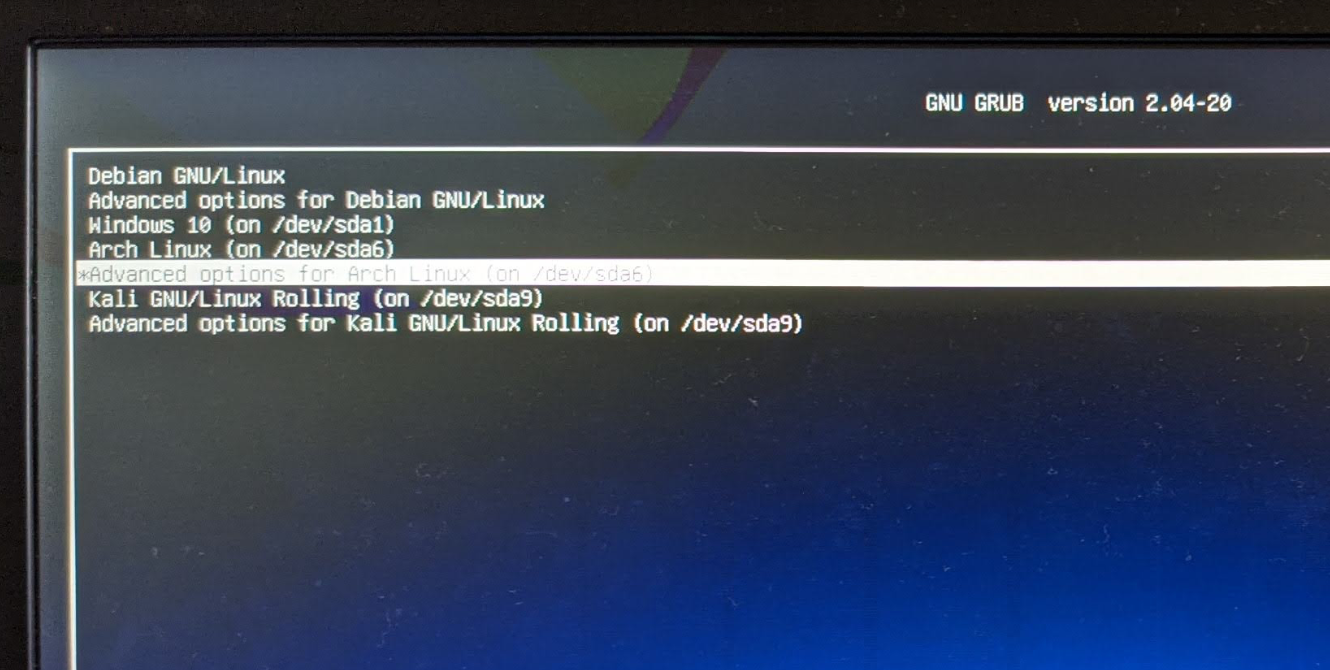 GNU GRUB version 2.04-20
Debian GNU/Linux
Advanced options for Debian GNU/Linux
Windows 10 (on /dev/sda1)
Arch Linux (on /dev/sda6)
*Advanced options for Arch Linux (on /dev/sda6)
Kali GNU/Linux Rolling (on /dev/sda9)
Advanced options for Kali GNU/Linux Rolling (on /dev/sda9)